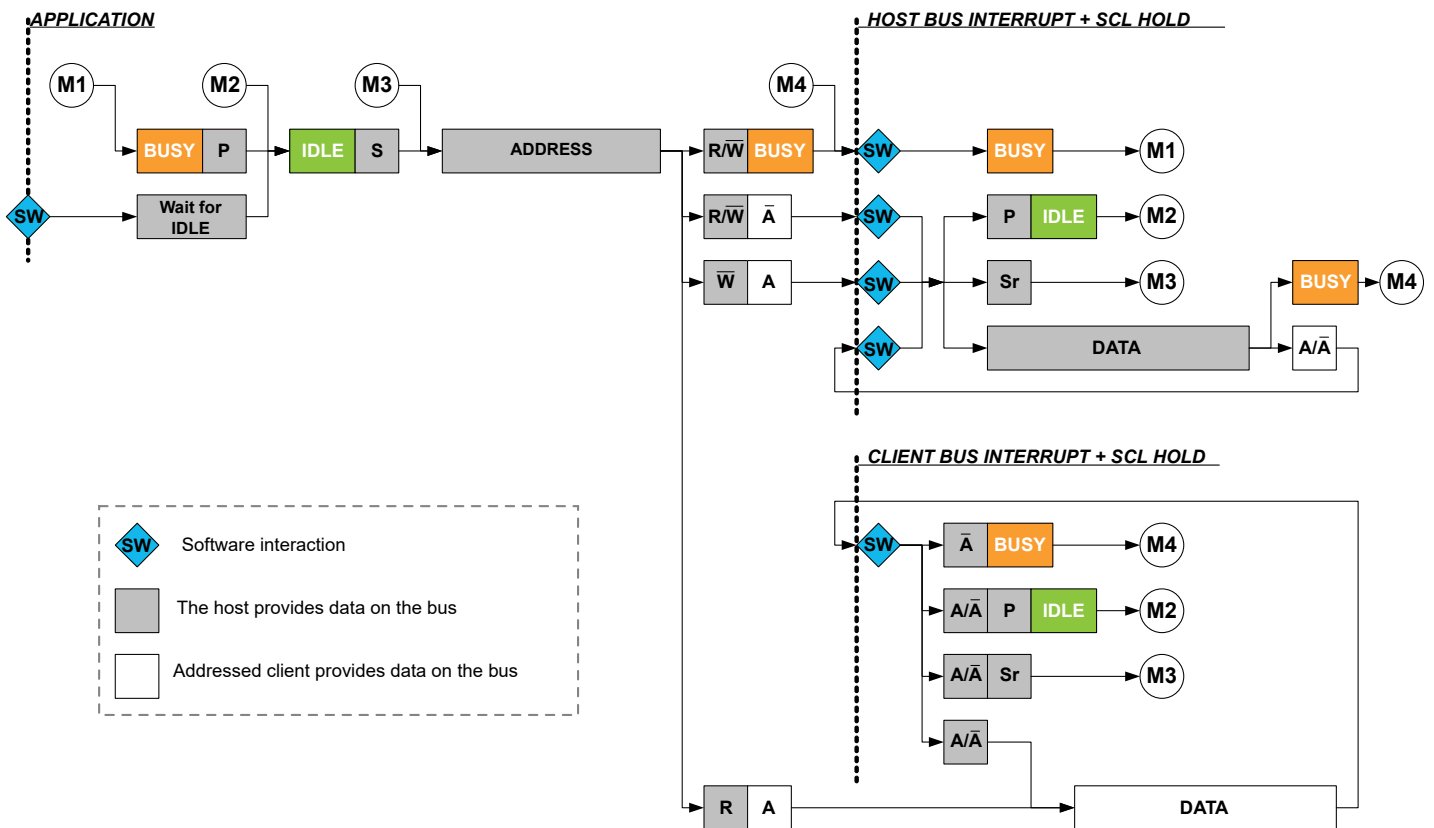 APPLICATION
HOST BUS INTERRUPT + SCL HOLD
M1
M2
M3
M4
BUSY P
IDLE S
ADDRESS
R/W̅ BUSY
SW
BUSY
M1
SW
Wait for
IDLE
R/W̅ A̅
SW
P IDLE
M2
W̅ A
SW
Sr
M3
BUSY
M4
SW
DATA
A/A̅
CLIENT BUS INTERRUPT + SCL HOLD
SW
A̅ BUSY
M4
A/A̅ P IDLE
M2
A/A̅ Sr
M3
A/A̅
R A
DATA
SW
Software interaction
The host provides data on the bus
Addressed client provides data on the bus